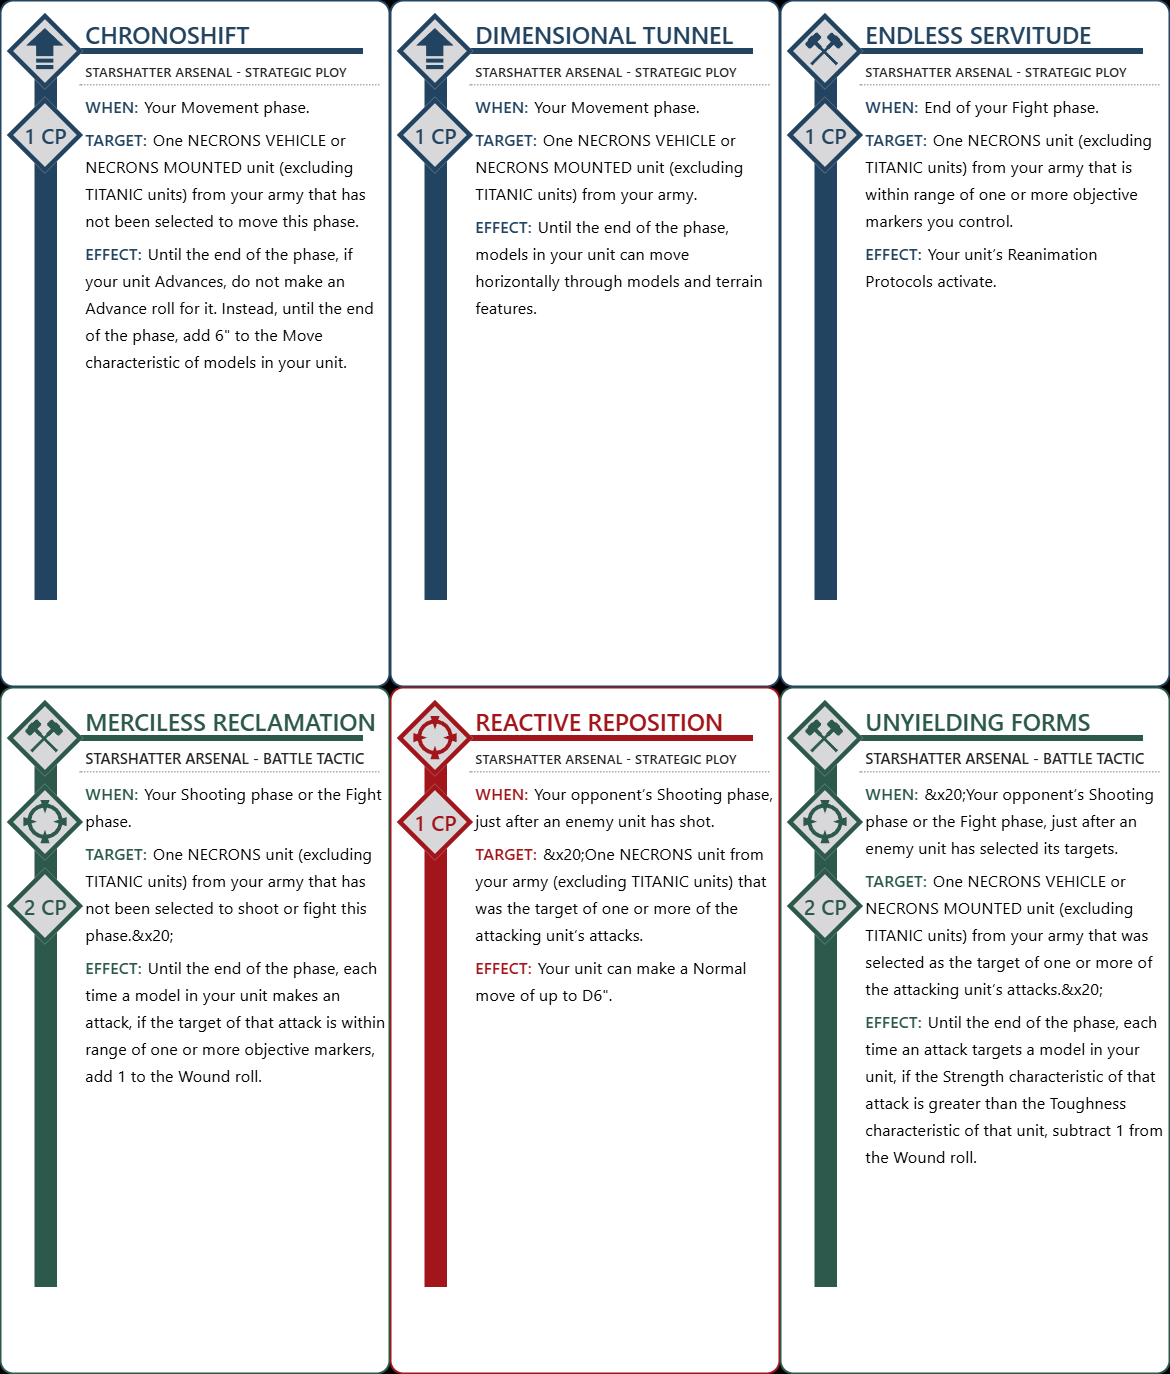 CHRONOSHIFT
STARSHATTER ARSENAL - STRATEGIC PLOY
1 CP
WHEN: Your Movement phase.
TARGET: One NECRONS VEHICLE or
NECRONS MOUNTED unit (excluding
TITANIC units) from your army that has
not been selected to move this phase.
EFFECT: Until the end of the phase, if
your unit Advances, do not make an
Advance roll for it. Instead, until the end
of the phase, add 6" to the Move
characteristic of models in your unit.
DIMENSIONAL TUNNEL
STARSHATTER ARSENAL - STRATEGIC PLOY
1 CP
WHEN: Your Movement phase.
TARGET: One NECRONS VEHICLE or
NECRONS MOUNTED unit (excluding
TITANIC units) from your army.
EFFECT: Until the end of the phase,
models in your unit can move
horizontally through models and terrain
features.
ENDLESS SERVITUDE
STARSHATTER ARSENAL - STRATEGIC PLOY
1 CP
WHEN: End of your Fight phase.
TARGET: One NECRONS unit (excluding
TITANIC units) from your army that is
within range of one or more objective
markers you control.
EFFECT: Your unit's Reanimation
Protocols activate.
MERCILESS RECLAMATION
STARSHATTER ARSENAL - BATTLE TACTIC
2 CP
WHEN: Your Shooting phase or the Fight
phase.
TARGET: One NECRONS unit (excluding
TITANIC units) from your army that has
not been selected to shoot or fight this
phase.&x20;
EFFECT: Until the end of the phase, each
time a model in your unit makes an
attack, if the target of that attack is within
range of one or more objective markers,
add 1 to the Wound roll.
REACTIVE REPOSITION
STARSHATTER ARSENAL - STRATEGIC PLOY
1 CP
WHEN: Your opponent's Shooting phase,
just after an enemy unit has shot.
TARGET: &x20;One NECRONS unit from
your army (excluding TITANIC units) that
was the target of one or more of the
attacking unit's attacks.
EFFECT: Your unit can make a Normal
move of up to D6".
UNYIELDING FORMS
STARSHATTER ARSENAL - BATTLE TACTIC
2 CP
WHEN: &x20;Your opponent's Shooting
phase or the Fight phase, just after an
enemy unit has selected its targets.
TARGET: One NECRONS VEHICLE or
NECRONS MOUNTED unit (excluding
TITANIC units) from your army that was
selected as the target of one or more of
the attacking unit's attacks.&x20;
EFFECT: Until the end of the phase, each
time an attack targets a model in your
unit, if the Strength characteristic of that
attack is greater than the Toughness
characteristic of that unit, subtract 1 from
the Wound roll.